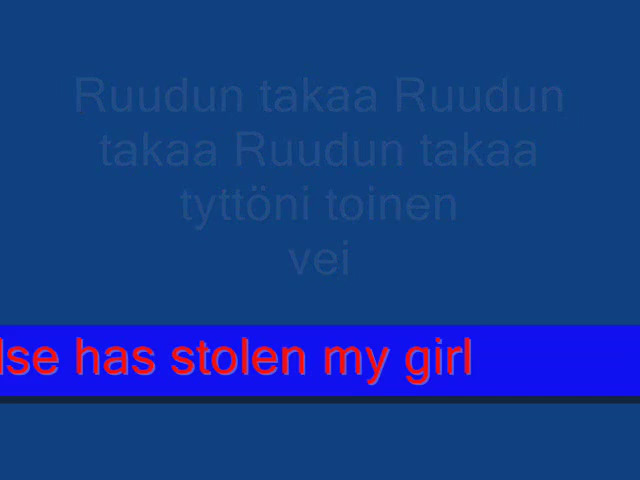 Ruudun takaa Ruudun
takaa Ruudun takaa
tyttöni toinen
vei
lse has stolen my girl